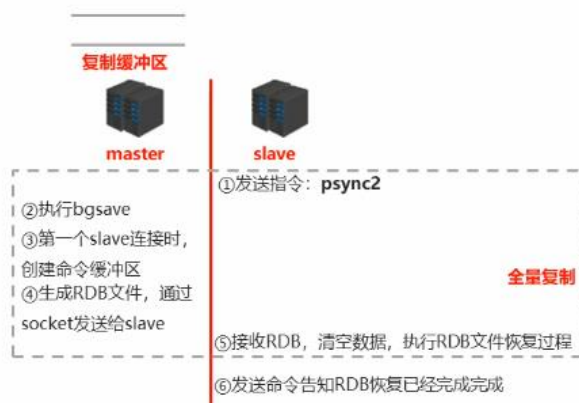 复制缓冲区
master
slave
①发送指令：psync2
②执行bgsave
③第一个slave连接时，
创建命令缓冲区
④生成RDB文件，通过
socket发送给slave
全量复制
⑤接收RDB，清空数据，执行RDB文件恢复过程
⑥发送命令告知RDB恢复已经完成完成